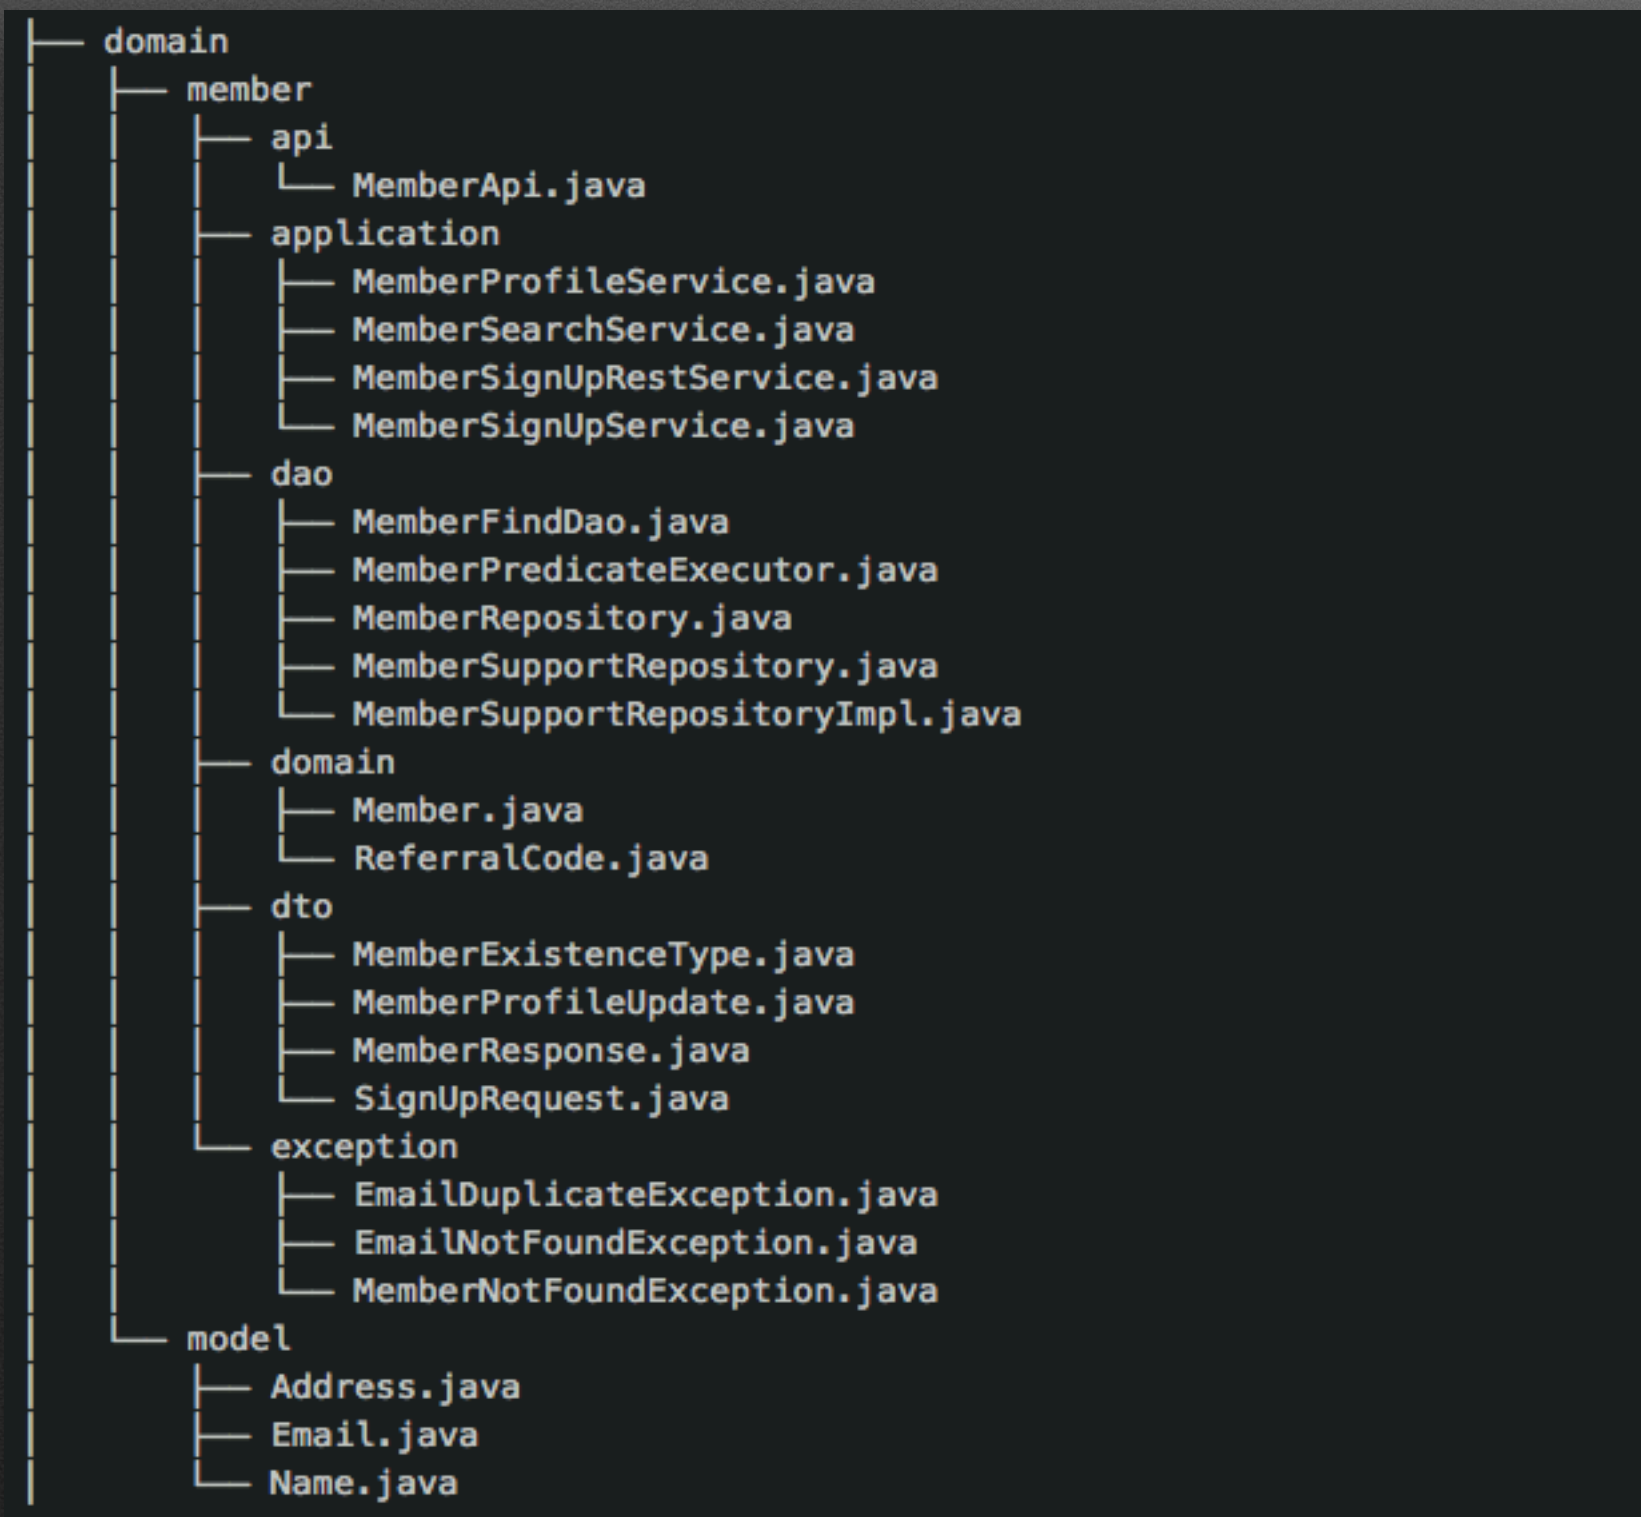 ├── domain
│   ├── member
│   │   ├── api
│   │   │   └── MemberApi.java
│   │   ├── application
│   │   │   ├── MemberProfileService.java
│   │   │   ├── MemberSearchService.java
│   │   │   ├── MemberSignUpRestService.java
│   │   │   └── MemberSignUpService.java
│   │   ├── dao
│   │   │   ├── MemberFindDao.java
│   │   │   ├── MemberPredicateExecutor.java
│   │   │   ├── MemberRepository.java
│   │   │   ├── MemberSupportRepository.java
│   │   │   └── MemberSupportRepositoryImpl.java
│   │   ├── domain
│   │   │   ├── Member.java
│   │   │   └── ReferralCode.java
│   │   ├── dto
│   │   │   ├── MemberExistenceType.java
│   │   │   ├── MemberProfileUpdate.java
│   │   │   ├── MemberResponse.java
│   │   │   └── SignUpRequest.java
│   │   └── exception
│   │       ├── EmailDuplicateException.java
│   │       ├── EmailNotFoundException.java
│   │       └── MemberNotFoundException.java
│   └── model
│       ├── Address.java
│       ├── Email.java
│       └── Name.java